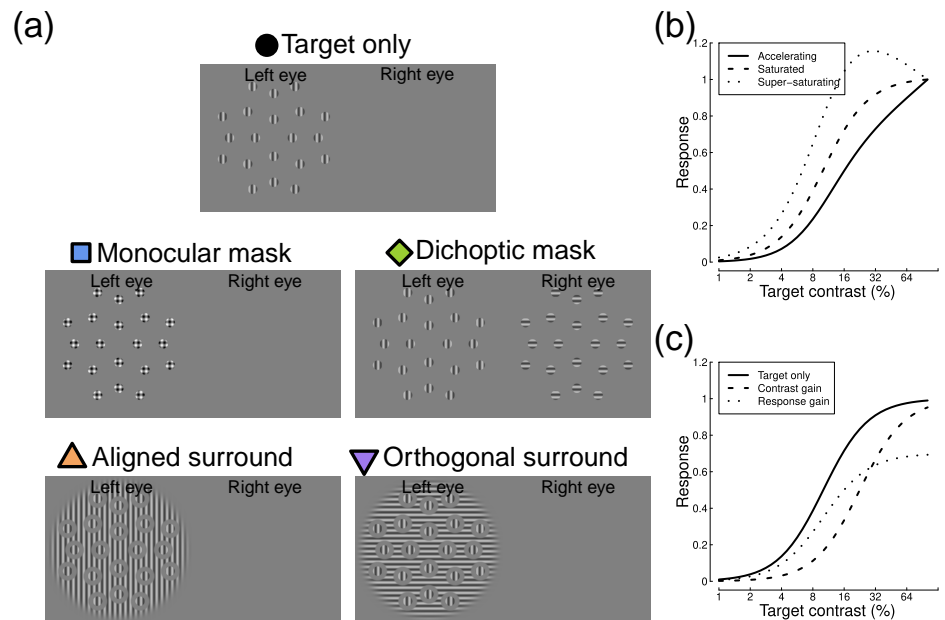 (a)
Target only
Left eye Right eye
Monocular mask
Left eye Right eye
Dichoptic mask
Left eye Right eye
Aligned surround
Left eye Right eye
Orthogonal surround
Left eye Right eye
(b)
Accelerating
Saturated
Super−saturating
Response
1.2
1
0.8
0.6
0.4
0.2
0
1 2 4 8 16 32 64
Target contrast (%)
(c)
Target only
Contrast gain
Response gain
Response
1.2
1
0.8
0.6
0.4
0.2
0
1 2 4 8 16 32 64
Target contrast (%)